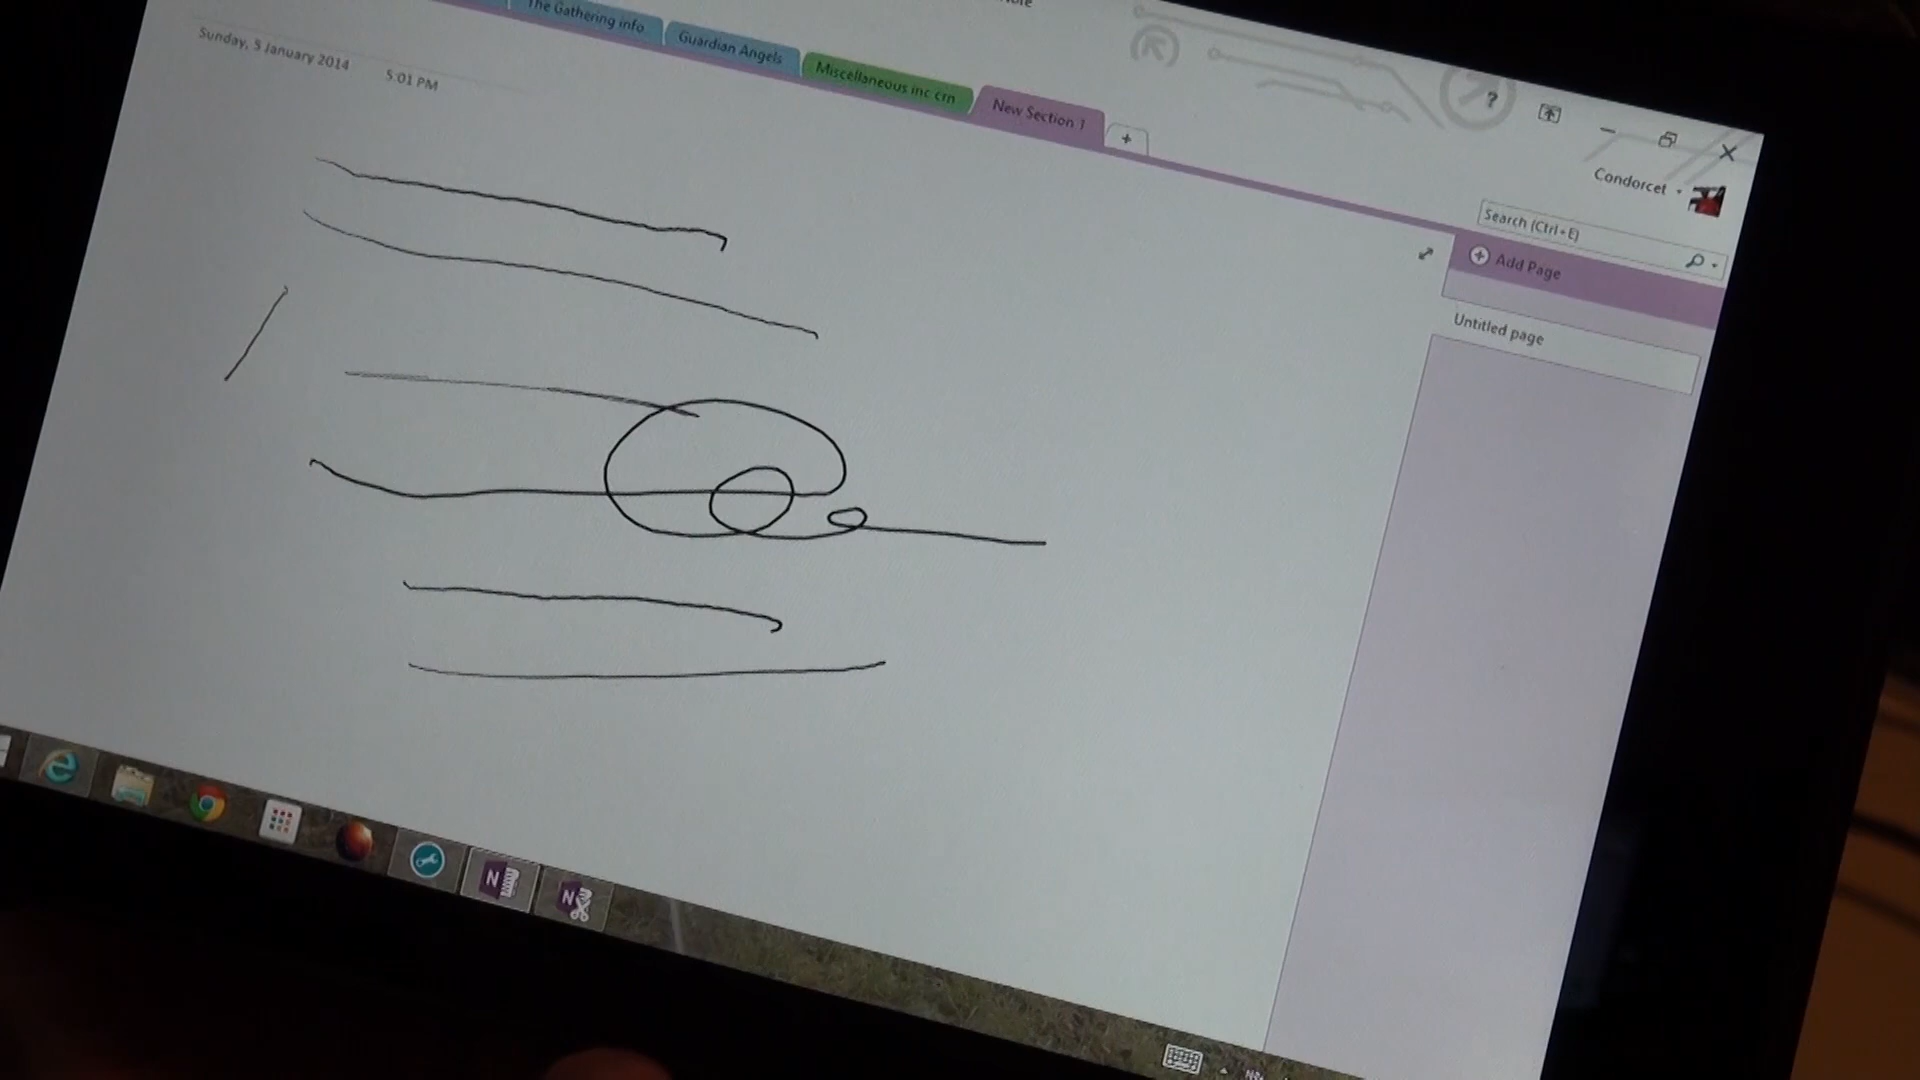 The Gathering info
Guardian Angels
Miscellaneous inc crn
New Section 1
+
?
Sunday, 5 January 2014
5:01 PM
Condorcet
Search (Ctrl+E)
Add Page
Untitled page
N
N